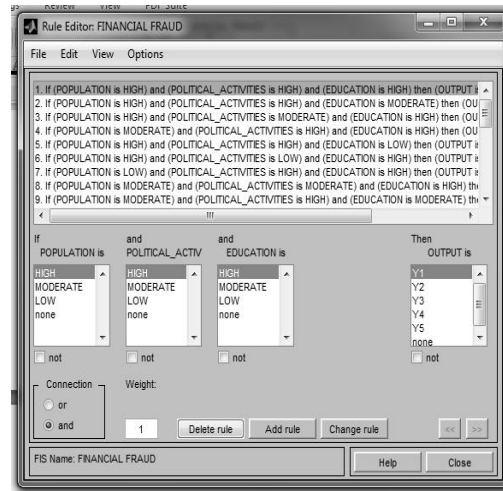 Review View PDF Suite
Rule Editor: FINANCIAL FRAUD
File Edit View Options
1. If (POPULATION is HIGH) and (POLITICAL_ACTIVITIES is HIGH) and (EDUCATION is HIGH) then (OUTPUT i
2. If (POPULATION is HIGH) and (POLITICAL_ACTIVITIES is HIGH) and (EDUCATION is MODERATE) then (OU
3. If (POPULATION is HIGH) and (POLITICAL_ACTIVITIES is MODERATE) and (EDUCATION is HIGH) then (OU
4. If (POPULATION is MODERATE) and (POLITICAL_ACTIVITIES is HIGH) and (EDUCATION is HIGH) then (OU
5. If (POPULATION is HIGH) and (POLITICAL_ACTIVITIES is HIGH) and (EDUCATION is LOW) then (OUTPUT i
6. If (POPULATION is HIGH) and (POLITICAL_ACTIVITIES is LOW) and (EDUCATION is HIGH) then (OUTPUT i
7. If (POPULATION is LOW) and (POLITICAL_ACTIVITIES is HIGH) and (EDUCATION is HIGH) then (OUTPUT i
8. If (POPULATION is MODERATE) and (POLITICAL_ACTIVITIES is MODERATE) and (EDUCATION is HIGH) the
9. If (POPULATION is HIGH) and (POLITICAL_ACTIVITIES is HIGH) and (EDUCATION is MODERATE) the
If and and Then
POPULATION is POLITICAL_ACTIV EDUCATION is OUTPUT is
HIGH HIGH HIGH Y1
MODERATE MODERATE MODERATE Y2
LOW LOW LOW Y3
none none none Y4
Y5
none
not not not not
Connection Weight:
or
and 1 Delete rule Add rule Change rule << >>
FIS Name: FINANCIAL FRAUD Help Close